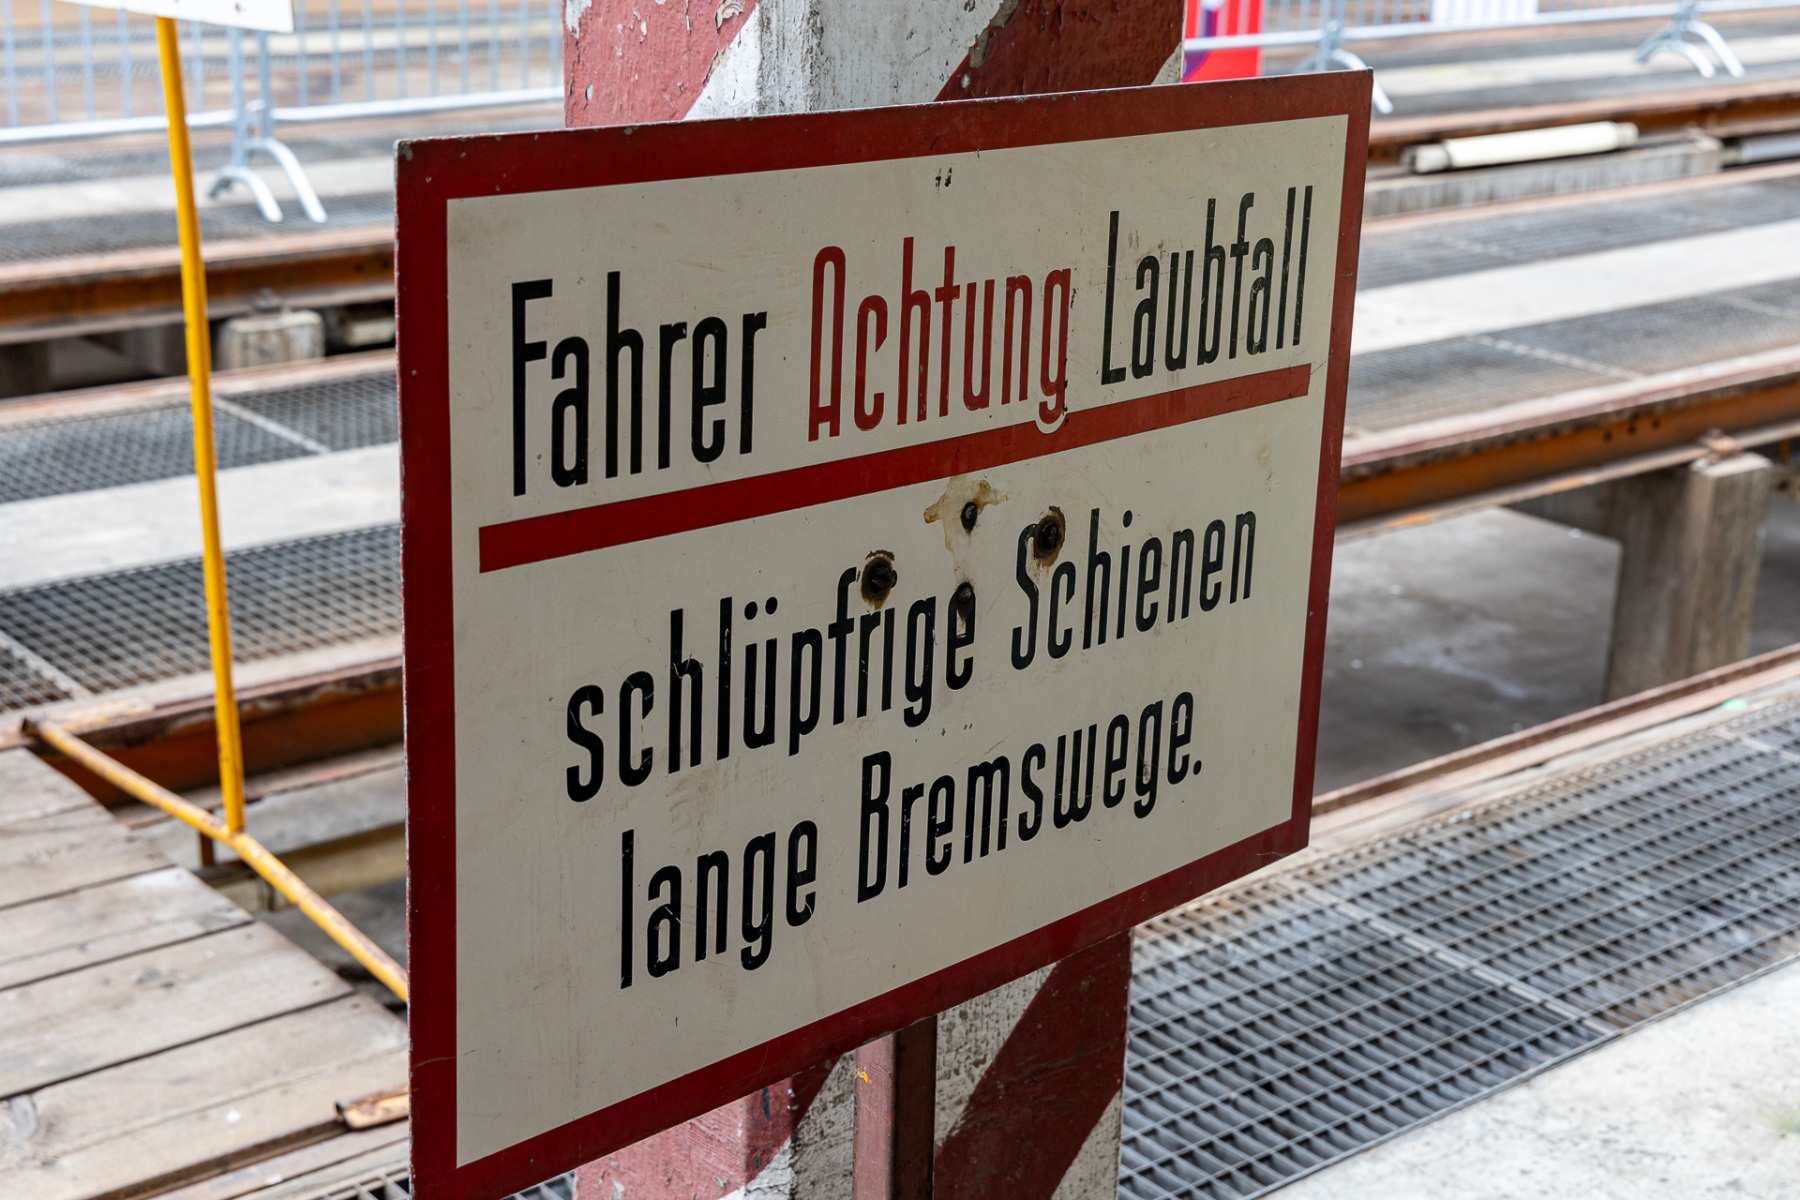 Fahrer Achtung Laubfall
schlüpfrige Schienen
lange Bremswege.